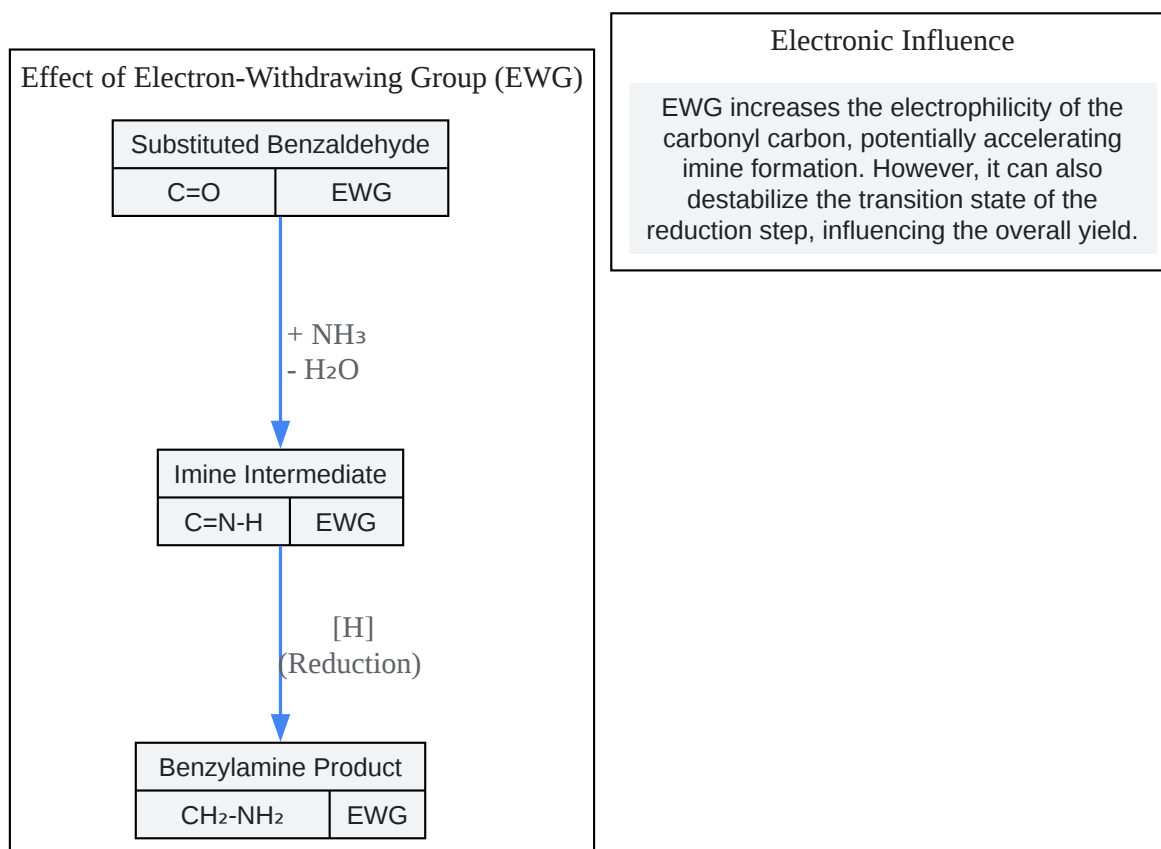 Effect of Electron-Withdrawing Group (EWG)
Substituted Benzaldehyde
C=O
EWG
+ NH₃
- H₂O
Imine Intermediate
C=N-H
EWG
[H]
(Reduction)
Benzylamine Product
CH₂-NH₂
EWG
Electronic Influence
EWG increases the electrophilicity of the
carbonyl carbon, potentially accelerating
imine formation. However, it can also
destabilize the transition state of the
reduction step, influencing the overall yield.